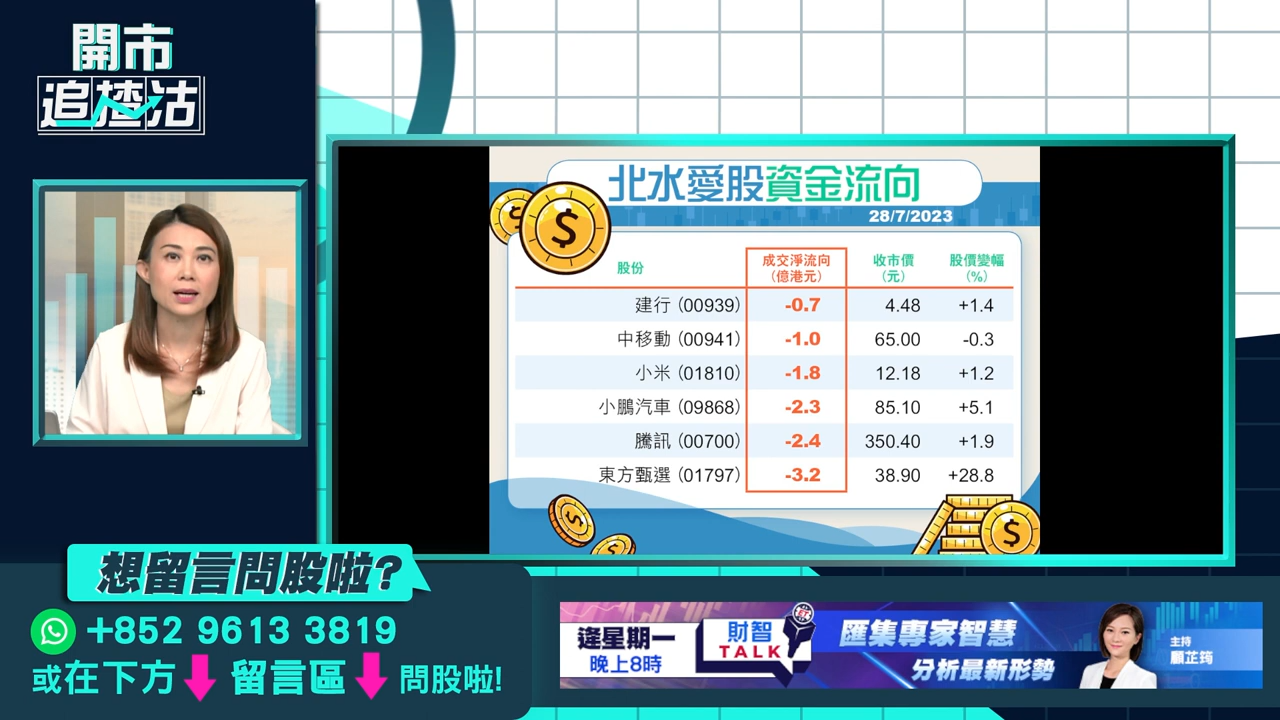 開市
追揸沽
北水愛股資金流向
28/7/2023
股份 成交淨流向 (億港元) 收市價 (元) 股價變幅 (%)
建行 (00939) -0.7 4.48 +1.4
中移動 (00941) -1.0 65.00 -0.3
小米 (01810) -1.8 12.18 +1.2
小鵬汽車 (09868) -2.3 85.10 +5.1
騰訊 (00700) -2.4 350.40 +1.9
東方甄選 (01797) -3.2 38.90 +28.8
想留言問股啦?
+852 9613 3819
或在下方 留言區 問股啦!
逢星期一
晚上8時
財智
TALK
匯集專家智慧
分析最新形勢
主持
顧芷筠